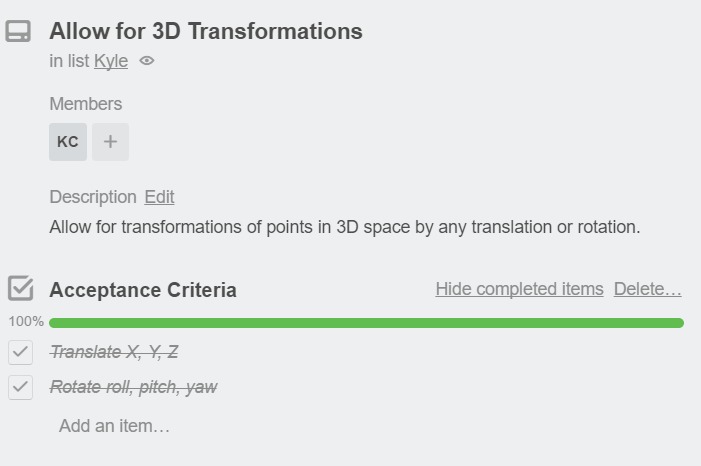 Allow for 3D Transformations
in list Kyle
Members
KC +
Description Edit
Allow for transformations of points in 3D space by any translation or rotation.
Acceptance Criteria Hide completed items Delete…
100%
Translate X, Y, Z
Rotate roll, pitch, yaw
Add an item…